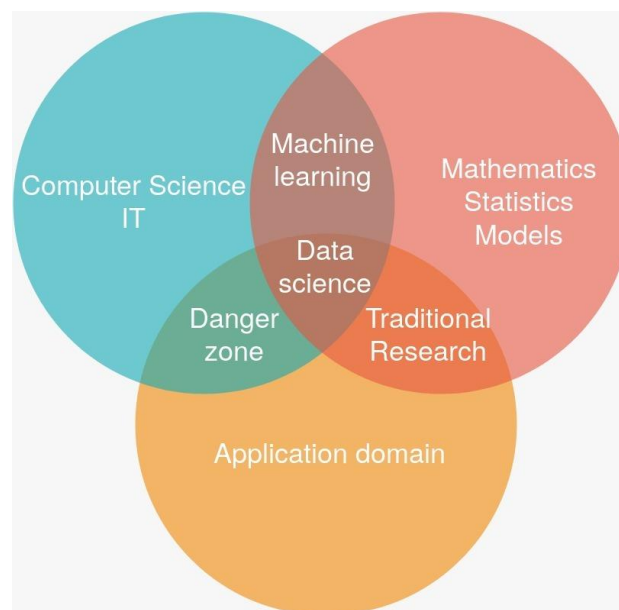 Machine
learning
Computer Science
IT
Mathematics
Statistics
Models
Data
science
Danger
zone
Traditional
Research
Application domain